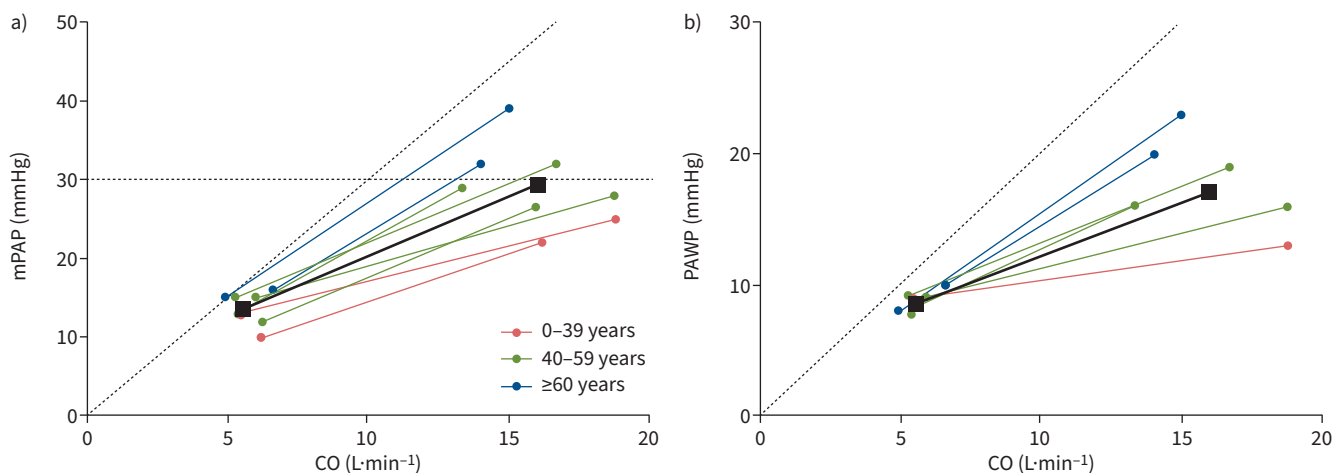 a)
50
40
30
20
10
0
mPAP (mmHg)
0 5 10 15 20
CO (L·min⁻¹)
0–39 years
40–59 years
≥60 years
b)
30
20
10
0
PAWP (mmHg)
0 5 10 15 20
CO (L·min⁻¹)